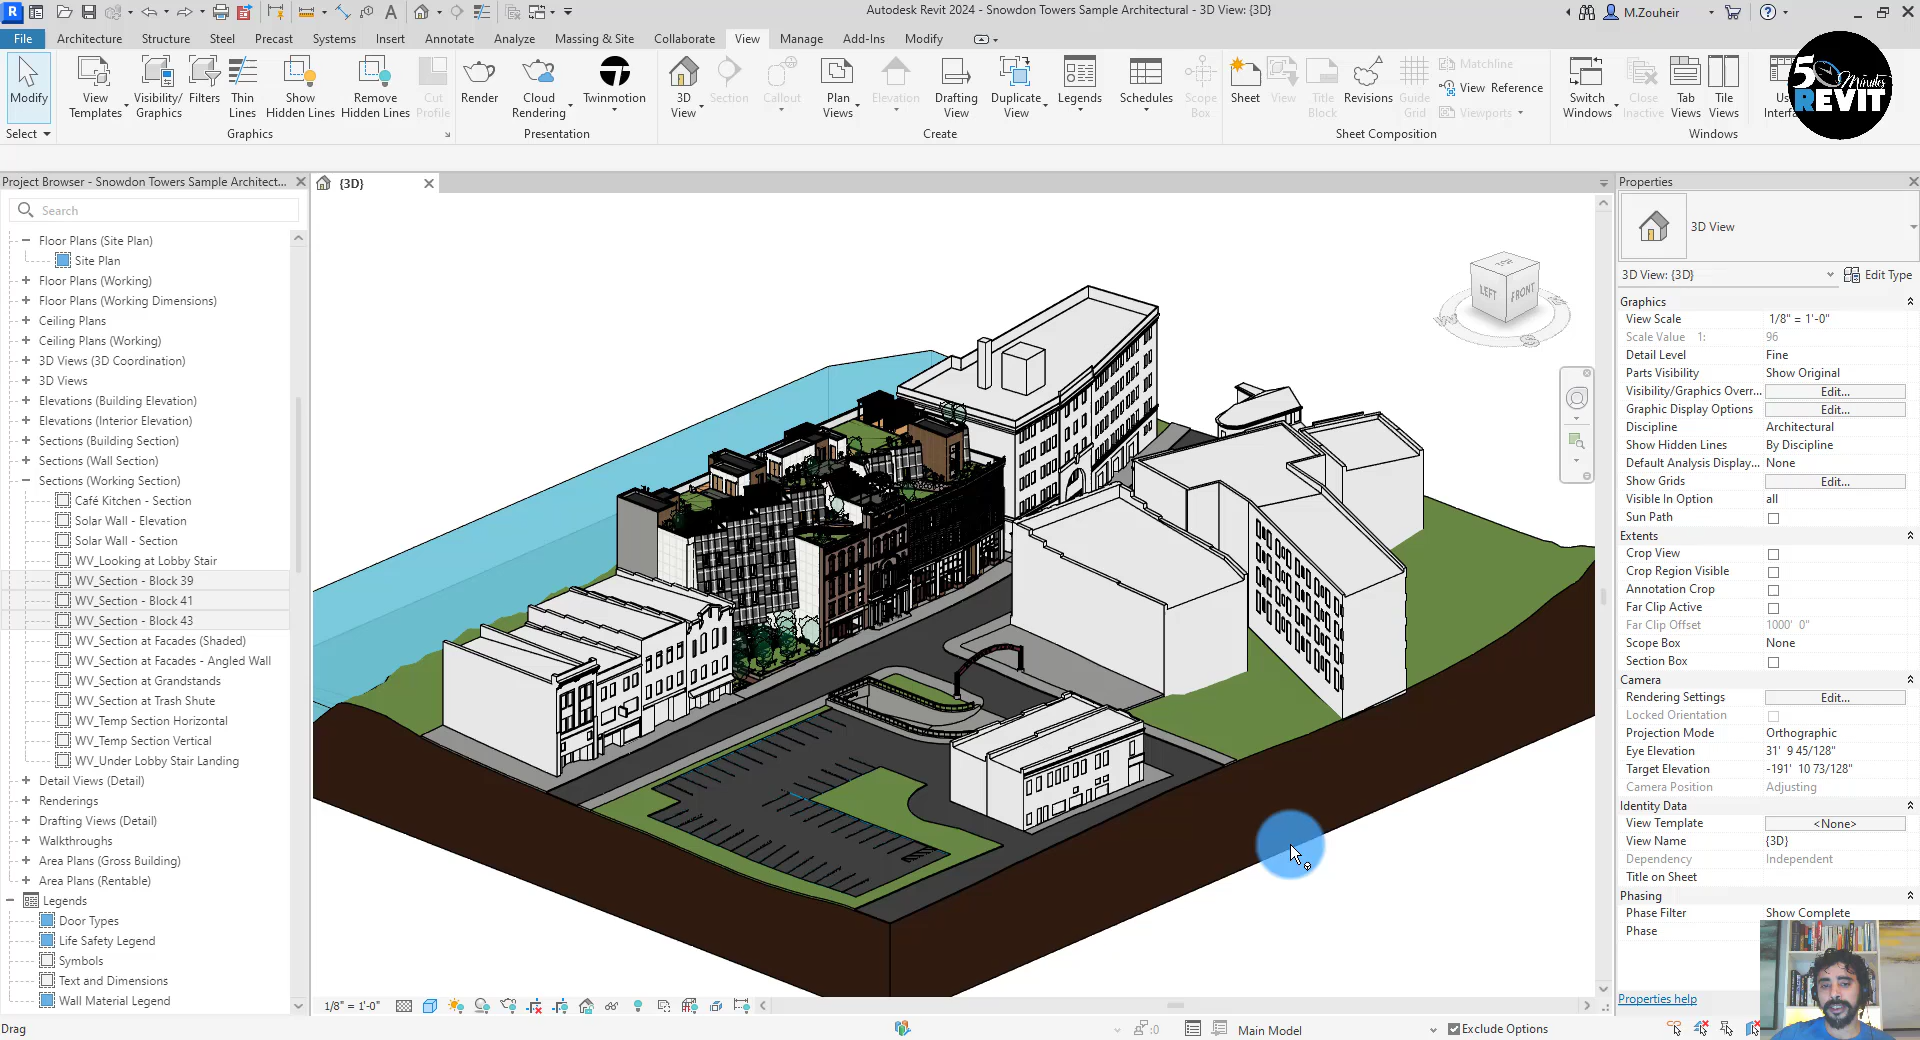 Autodesk Revit 2024 - Snowdon Towers Sample Architectural - 3D View: {3D}
M.Zouheir
File Architecture Structure Steel Precast Systems Insert Annotate Analyze Massing & Site Collaborate View Manage Add-Ins Modify
Modify
View Templates
Visibility/ Graphics
Filters
Thin Lines
Show Hidden Lines
Remove Hidden Lines
Cut Profile
Render
Cloud Rendering
Twinmotion
3D View
Section
Callout
Plan Views
Elevation
Drafting View
Duplicate View
Legends
Schedules
Scope Box
Sheet
View
Title Block
Revisions
Guide Grid
Matchline
View Reference
Viewports
Switch Windows
Close Inactive
Tab Views
Tile Views
5 Minutes
REVIT
Select
Graphics
Presentation
Create
Sheet Composition
Windows
Project Browser - Snowdon Towers Sample Architect...
Search
Floor Plans (Site Plan)
Site Plan
Floor Plans (Working)
Floor Plans (Working Dimensions)
Ceiling Plans
Ceiling Plans (Working)
3D Views (3D Coordination)
3D Views
Elevations (Building Elevation)
Elevations (Interior Elevation)
Sections (Building Section)
Sections (Wall Section)
Sections (Working Section)
Café Kitchen - Section
Solar Wall - Elevation
Solar Wall - Section
WV_Looking at Lobby Stair
WV_Section - Block 39
WV_Section - Block 41
WV_Section - Block 43
WV_Section at Facades (Shaded)
WV_Section at Facades - Angled Wall
WV_Section at Grandstands
WV_Section at Trash Shute
WV_Temp Section Horizontal
WV_Temp Section Vertical
WV_Under Lobby Stair Landing
Detail Views (Detail)
Renderings
Drafting Views (Detail)
Walkthroughs
Area Plans (Gross Building)
Area Plans (Rentable)
Legends
Door Types
Life Safety Legend
Symbols
Text and Dimensions
Wall Material Legend
{3D}
TOP
LEFT
FRONT
1/8" = 1'-0"
Properties
3D View
3D View: {3D} Edit Type
Graphics
View Scale 1/8" = 1'-0"
Scale Value 1: 96
Detail Level Fine
Parts Visibility Show Original
Visibility/Graphics Overr... Edit...
Graphic Display Options Edit...
Discipline Architectural
Show Hidden Lines By Discipline
Default Analysis Display... None
Show Grids Edit...
Visible In Option all
Sun Path
Extents
Crop View
Crop Region Visible
Annotation Crop
Far Clip Active
Far Clip Offset 1000' 0"
Scope Box None
Section Box
Camera
Rendering Settings Edit...
Locked Orientation
Projection Mode Orthographic
Eye Elevation 31' 9 45/128"
Target Elevation -191' 10 73/128"
Camera Position Adjusting
Identity Data
View Template <None>
View Name {3D}
Dependency Independent
Title on Sheet
Phasing
Phase Filter Show Complete
Phase
Properties help
Drag
:0
Main Model
Exclude Options